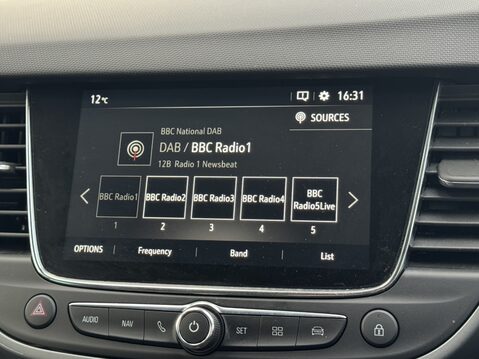 12°C 16:31
SOURCES
BBC National DAB
DAB / BBC Radio1
12B Radio 1 Newsbeat
BBC Radio1 BBC Radio2 BBC Radio3 BBC Radio4 BBC Radio5Live
1 2 3 4 5
OPTIONS Frequency Band List
AUDIO NAV SET